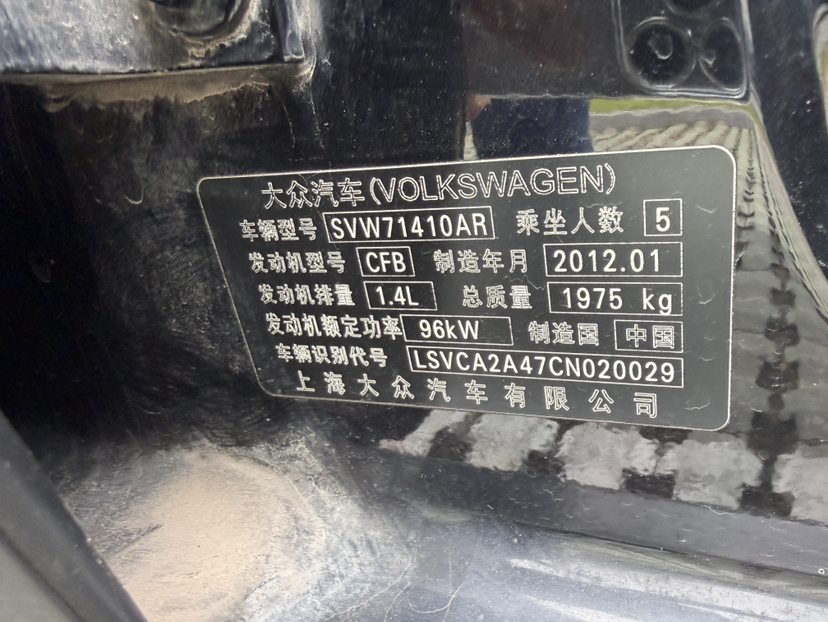 大众汽车(VOLKSWAGEN)
车辆型号 SVW71410AR 乘坐人数 5
发动机型号 CFB 制造年月 2012.01
发动机排量 1.4L 总质量 1975 kg
发动机额定功率 96kW 制造国 中国
车辆识别代号 LSVCA2A47CN020029
上海大众汽车有限公司